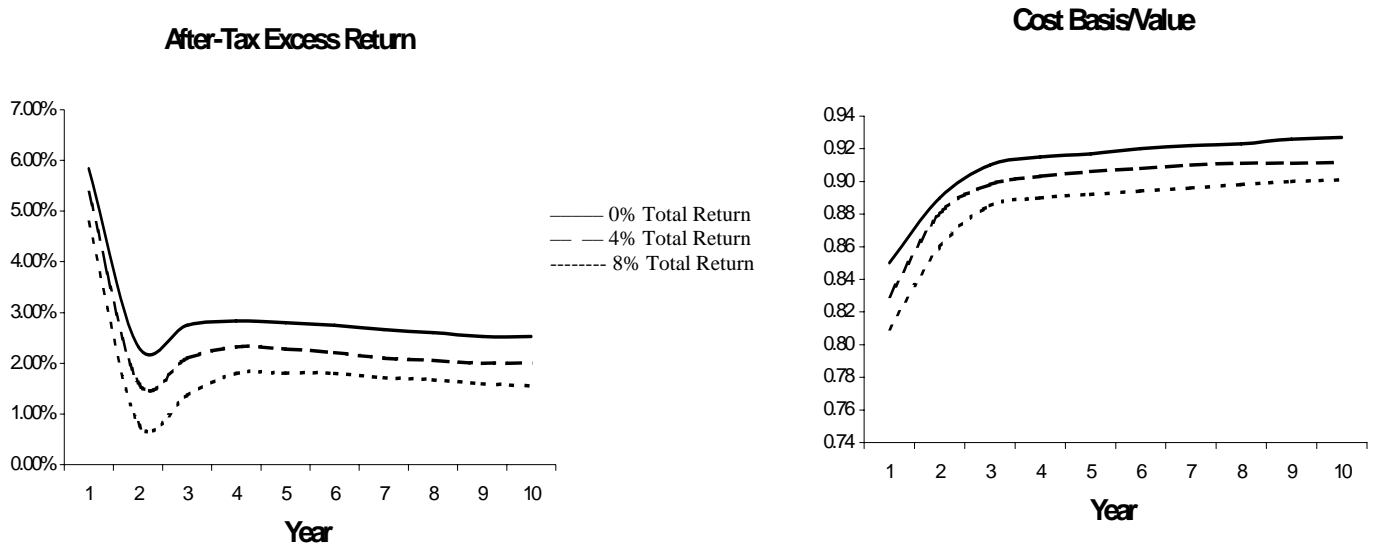 After-Tax Excess Return
7.00%
6.00%
5.00%
4.00%
3.00%
2.00%
1.00%
0.00%
1 2 3 4 5 6 7 8 9 10
Year
0% Total Return
4% Total Return
8% Total Return
Cost Basis/Value
0.94
0.92
0.90
0.88
0.86
0.84
0.82
0.80
0.78
0.76
0.74
1 2 3 4 5 6 7 8 9 10
Year